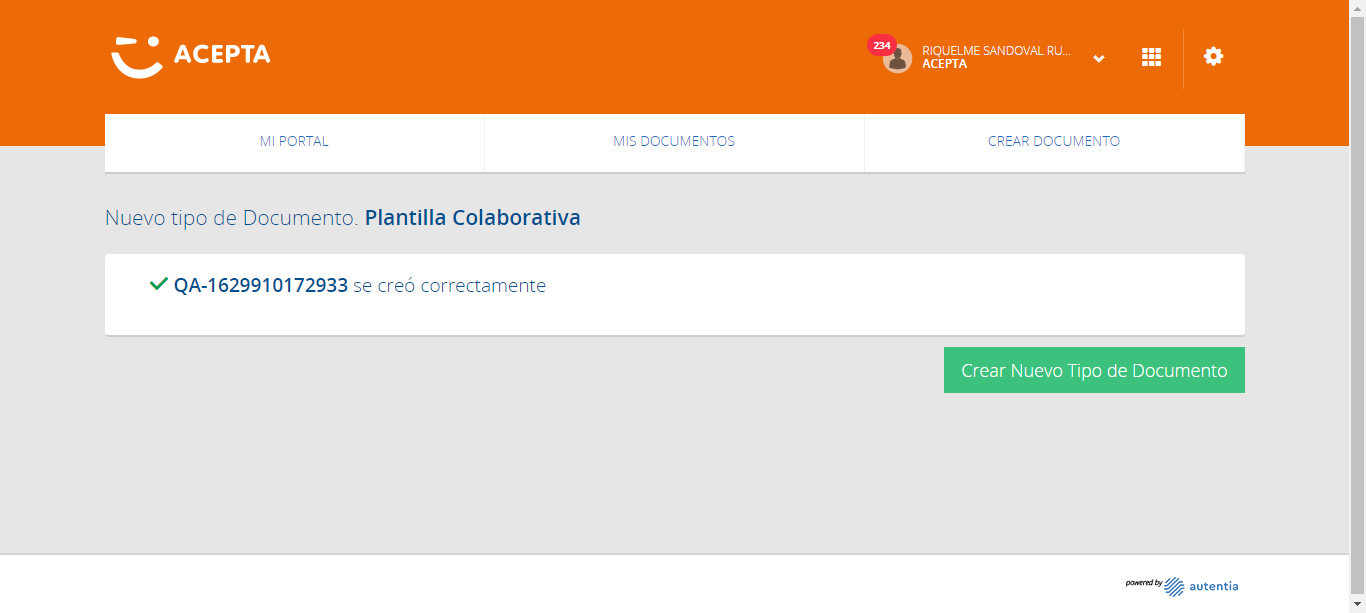 ACEPTA
234
RIQUELME SANDOVAL RU...
ACEPTA
MI PORTAL
MIS DOCUMENTOS
CREAR DOCUMENTO
Nuevo tipo de Documento. Plantilla Colaborativa
QA-1629910172933 se creó correctamente
Crear Nuevo Tipo de Documento
powered by autentia